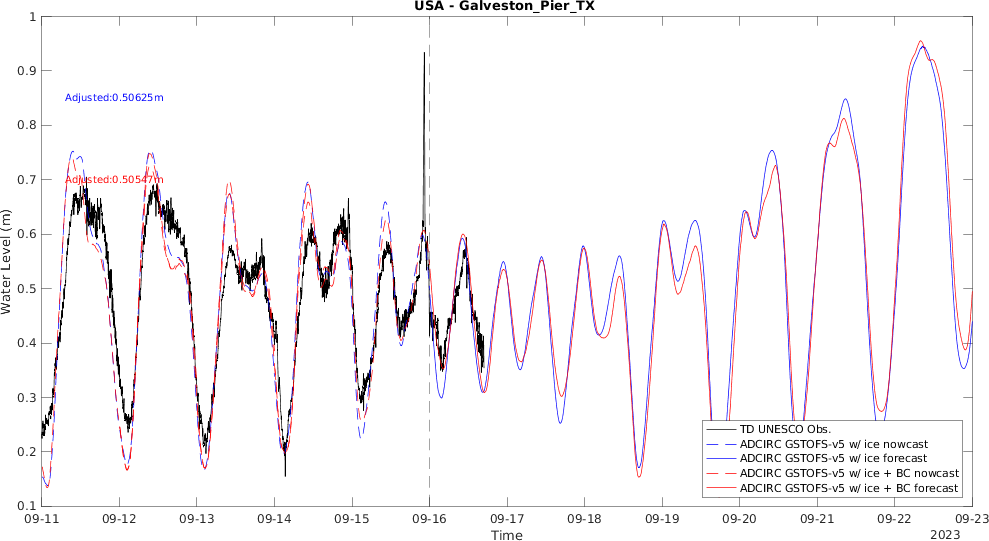 USA - Galveston_Pier_TX
1
0.9
0.8
0.7
0.6
0.5
0.4
0.3
0.2
0.1
Water Level (m)
Adjusted:0.50625m
Adjusted:0.50547m
TD UNESCO Obs.
ADCIRC GSTOFS-v5 w/ ice nowcast
ADCIRC GSTOFS-v5 w/ ice forecast
ADCIRC GSTOFS-v5 w/ ice + BC nowcast
ADCIRC GSTOFS-v5 w/ ice + BC forecast
09-11 09-12 09-13 09-14 09-15 09-16 09-17 09-18 09-19 09-20 09-21 09-22 09-23
Time
2023